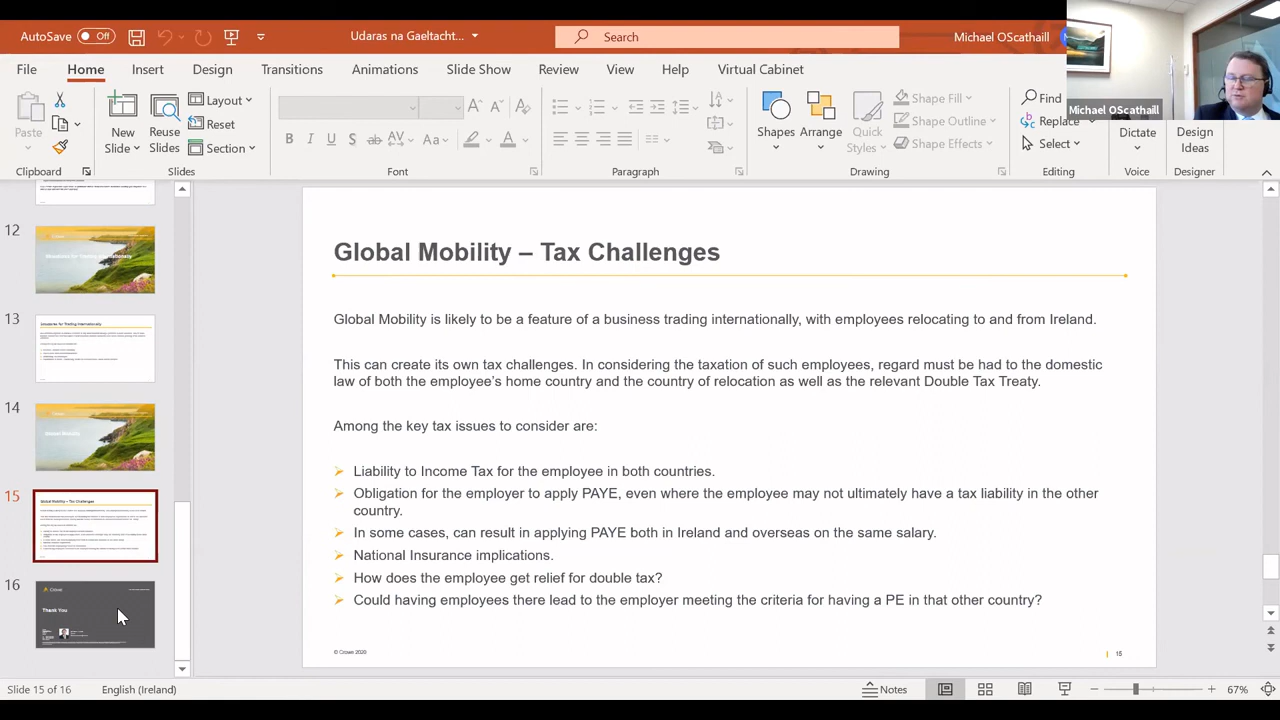 AutoSave Off Udaras na Gaeltacht... Search Michael OScathaill
File Home Insert Design Transitions Animations Slide Show Review View Help Virtual Cabinet
Michael OScathaill
Paste New Slide Reuse Slides Layout Reset Section Shapes Arrange Quick Styles Shape Fill Shape Outline Shape Effects Find Replace Select Dictate Design Ideas
Clipboard Slides Font Paragraph Drawing Editing Voice Designer
12
13
14
Global Mobility
15
Global Mobility – Tax Challenges
16
Crowe
Thank You
Global Mobility – Tax Challenges
Global Mobility is likely to be a feature of a business trading internationally, with employees relocating to and from Ireland.
This can create its own tax challenges. In considering the taxation of such employees, regard must be had to the domestic
law of both the employee's home country and the country of relocation as well as the relevant Double Tax Treaty.
Among the key tax issues to consider are:
Liability to Income Tax for the employee in both countries.
Obligation for the employer to apply PAYE, even where the employee may not ultimately have a tax liability in the other
country.
In some cases, can result in applying PAYE both in Ireland and overseas on the same salary.
National Insurance implications.
How does the employee get relief for double tax?
Could having employees there lead to the employer meeting the criteria for having a PE in that other country?
© Crowe 2020
15
Slide 15 of 16 English (Ireland) Notes 67%